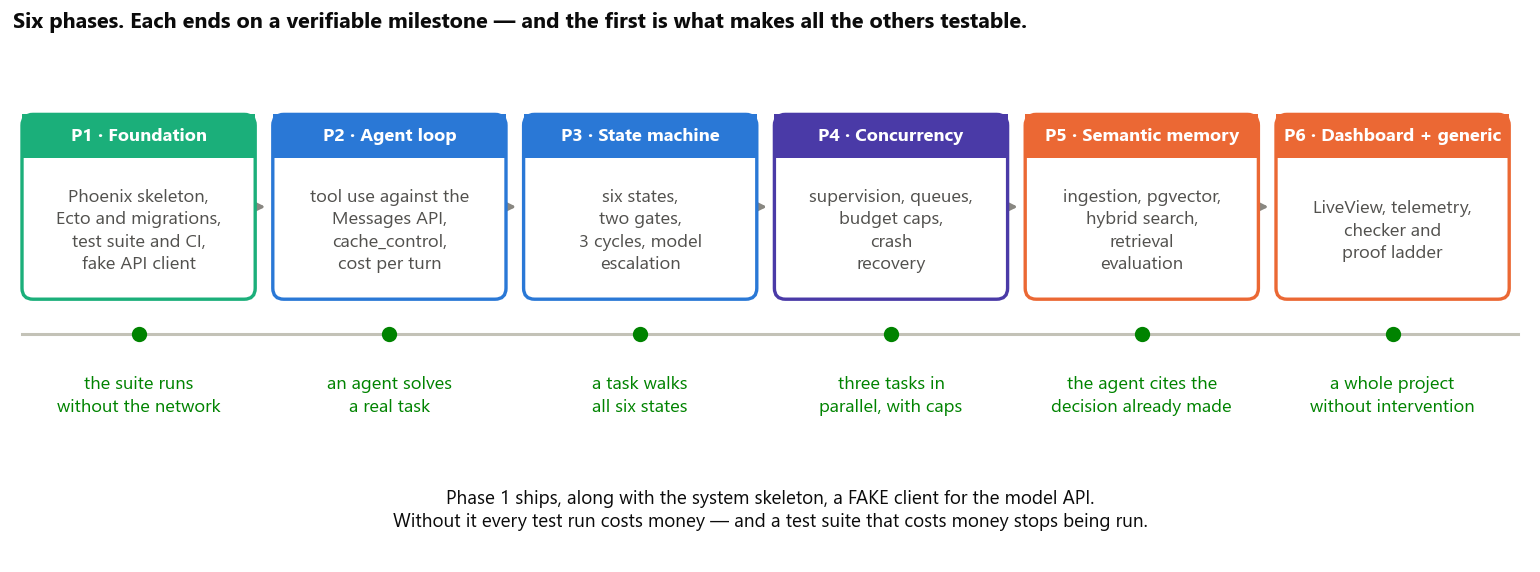 Six phases. Each ends on a verifiable milestone — and the first is what makes all the others testable.
P1 · Foundation
Phoenix skeleton,
Ecto and migrations,
test suite and CI,
fake API client
P2 · Agent loop
tool use against the
Messages API,
cache_control,
cost per turn
P3 · State machine
six states,
two gates,
3 cycles, model
escalation
P4 · Concurrency
supervision, queues,
budget caps,
crash
recovery
P5 · Semantic memory
ingestion, pgvector,
hybrid search,
retrieval
evaluation
P6 · Dashboard + generic
LiveView, telemetry,
checker and
proof ladder
the suite runs
without the network
an agent solves
a real task
a task walks
all six states
three tasks in
parallel, with caps
the agent cites the
decision already made
a whole project
without intervention
Phase 1 ships, along with the system skeleton, a FAKE client for the model API.
Without it every test run costs money — and a test suite that costs money stops being run.